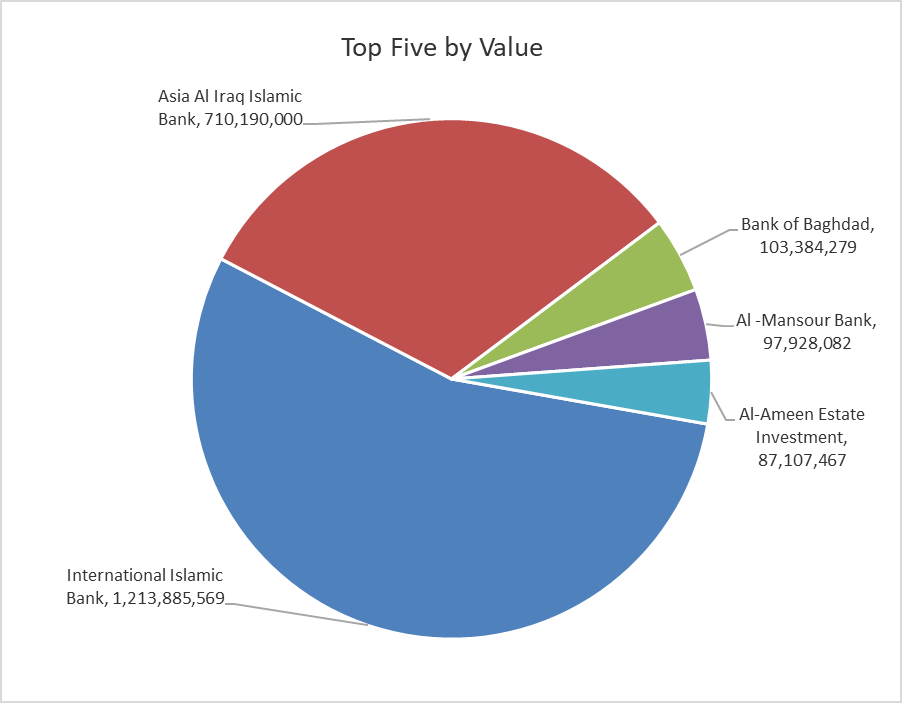 Top Five by Value
Asia Al Iraq Islamic
Bank, 710,190,000
Bank of Baghdad,
103,384,279
Al -Mansour Bank,
97,928,082
Al-Ameen Estate
Investment,
87,107,467
International Islamic
Bank, 1,213,885,569